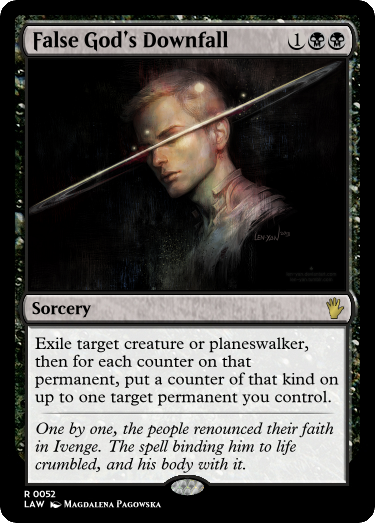 False God's Downfall 1
LENYAN
Sorcery
Exile target creature or planeswalker,
then for each counter on that
permanent, put a counter of that kind on
up to one target permanent you control.
One by one, the people renounced their faith
in Ivenge. The spell binding him to life
crumbled, and his body with it.
R 0052
LAW Magdalena Pagowska